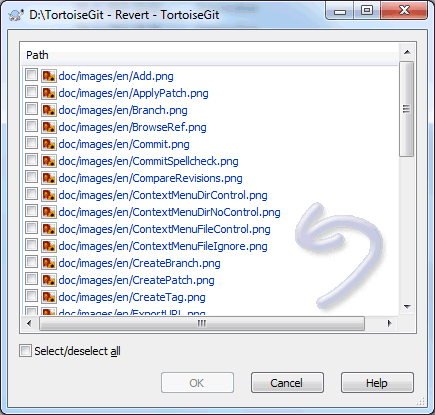 D:\TortoiseGit - Revert - TortoiseGit
Path
doc/images/en/Add.png
doc/images/en/ApplyPatch.png
doc/images/en/Branch.png
doc/images/en/BrowseRef.png
doc/images/en/Commit.png
doc/images/en/CommitSpellcheck.png
doc/images/en/CompareRevisions.png
doc/images/en/ContextMenuDirControl.png
doc/images/en/ContextMenuDirNoControl.png
doc/images/en/ContextMenuFileControl.png
doc/images/en/ContextMenuFileIgnore.png
doc/images/en/CreateBranch.png
doc/images/en/CreatePatch.png
doc/images/en/CreateTag.png
doc/images/en/ExportURL.png
Select/deselect all
OK
Cancel
Help